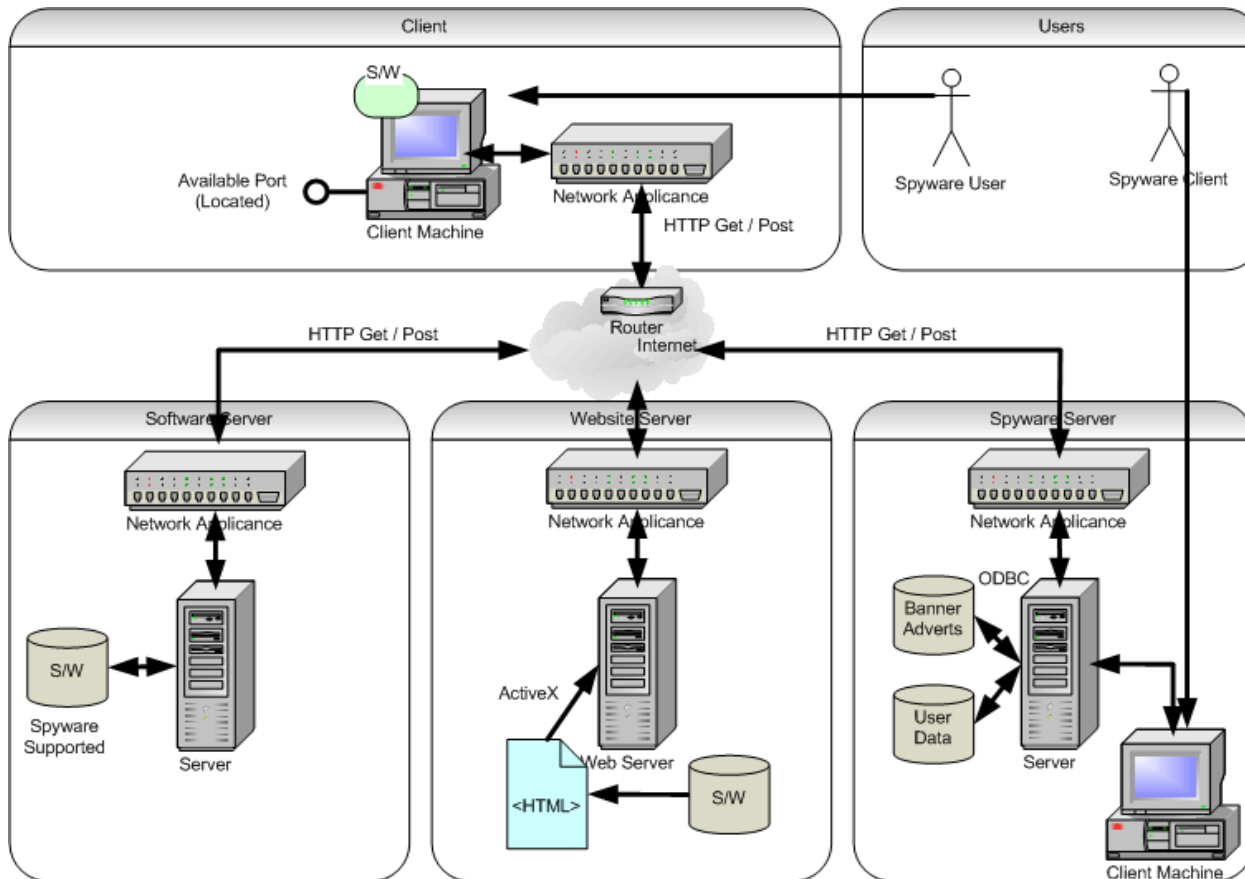 Client
Users
S/W
Available Port
(Located)
Client Machine
Network Applicance
HTTP Get / Post
Spyware User
Spyware Client
Router
Internet
HTTP Get / Post
HTTP Get / Post
Software Server
Network Applicance
S/W
Spyware
Supported
Server
Website Server
Network Applicance
ActiveX
Web Server
<HTML>
S/W
Spyware Server
Network Applicance
ODBC
Banner
Adverts
User
Data
Server
Client Machine